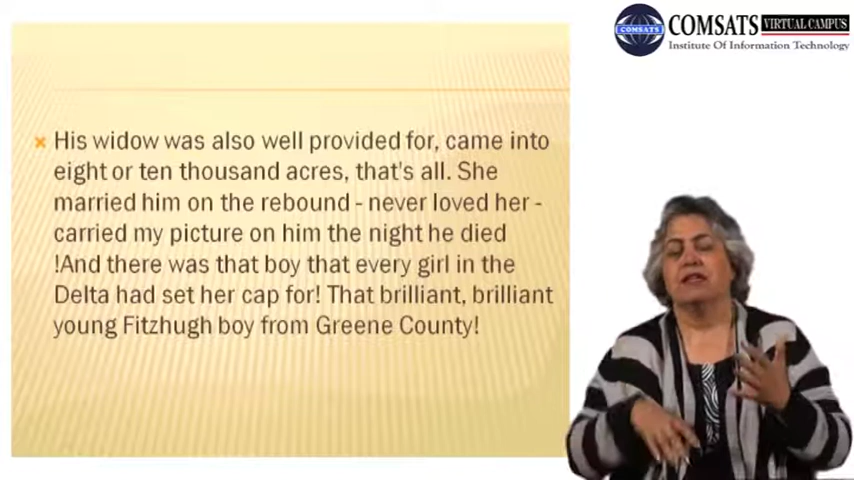 COMSATS VIRTUAL CAMPUS
Institute Of Information Technology
COMSATS
His widow was also well provided for, came into
eight or ten thousand acres, that's all. She
married him on the rebound - never loved her -
carried my picture on him the night he died
!And there was that boy that every girl in the
Delta had set her cap for! That brilliant, brilliant
young Fitzhugh boy from Greene County!